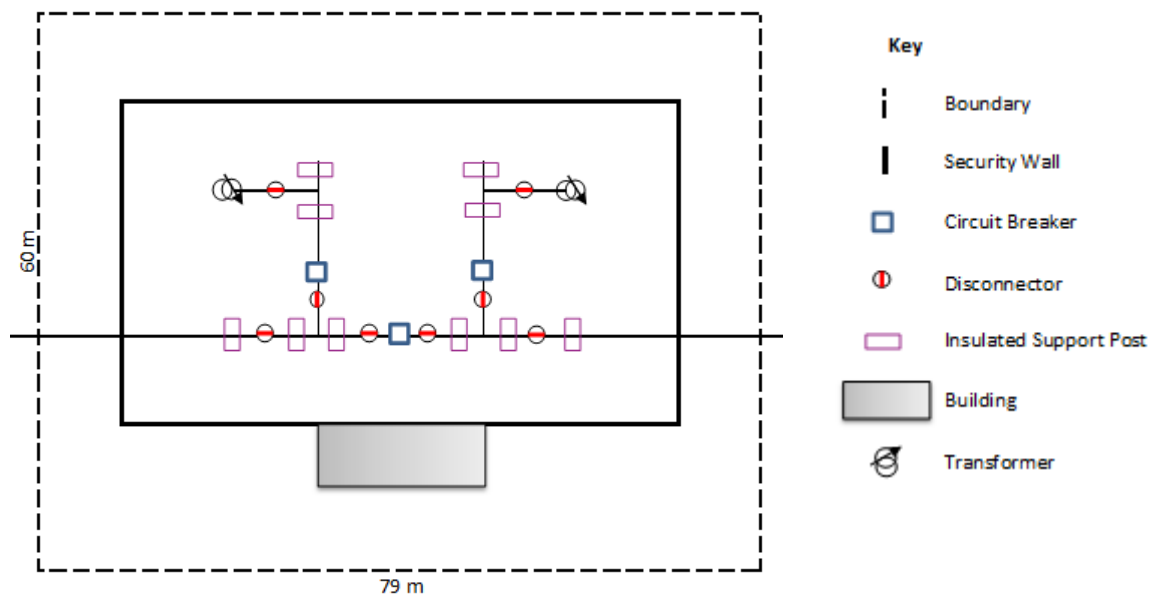 Key
Boundary
Security Wall
Circuit Breaker
Disconnector
Insulated Support Post
Building
Transformer
60 m
79 m